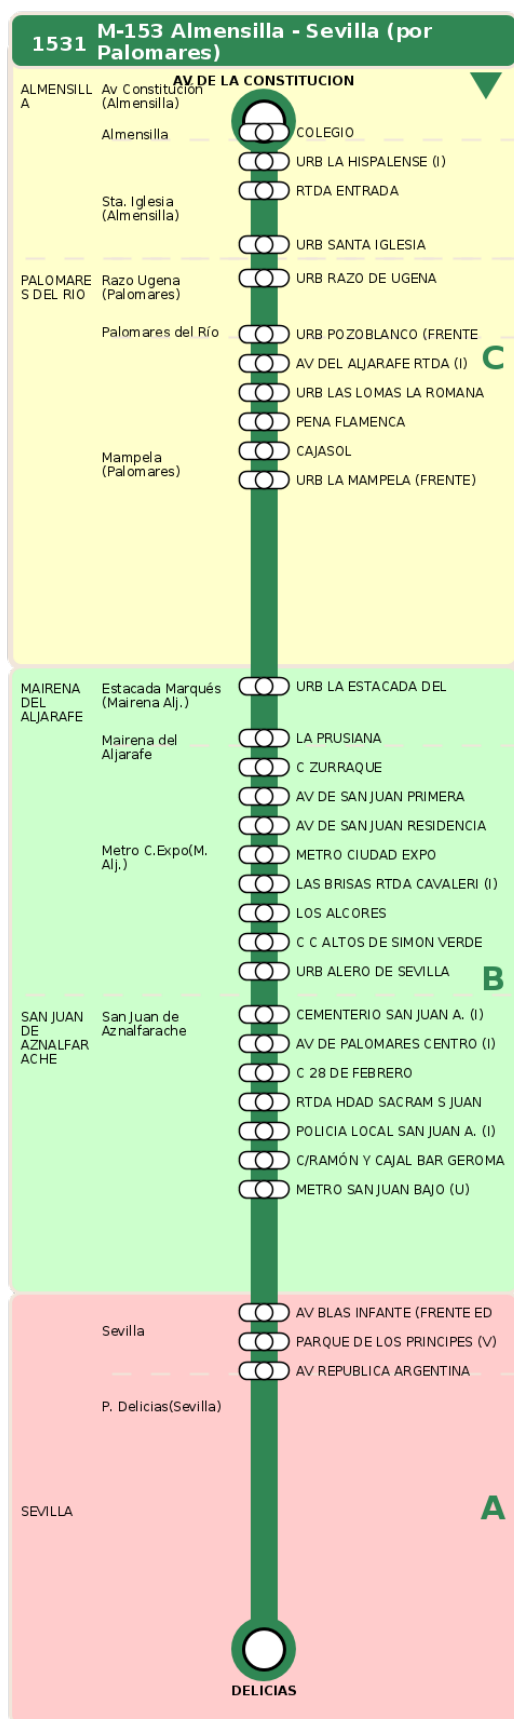 1531
M-153 Almensilla - Sevilla (por
Palomares)
AV DE LA CONSTITUCION
ALMENSILL
A
Av Constitución
(Almensilla)
Almensilla
COLEGIO
URB LA HISPALENSE (I)
RTDA ENTRADA
Sta. Iglesia
(Almensilla)
URB SANTA IGLESIA
PALOMARE
S DEL RIO
Razo Ugena
(Palomares)
URB RAZO DE UGENA
Palomares del Río
URB POZOBLANCO (FRENTE
C
AV DEL ALJARAFE RTDA (I)
URB LAS LOMAS LA ROMANA
PENA FLAMENCA
CAJASOL
Mampela
(Palomares)
URB LA MAMPELA (FRENTE)
MAIRENA
DEL
ALJARAFE
Estacada Marqués
(Mairena Alj.)
URB LA ESTACADA DEL
Mairena del
Aljarafe
LA PRUSIANA
C ZURRAQUE
AV DE SAN JUAN PRIMERA
AV DE SAN JUAN RESIDENCIA
Metro C.Expo(M.
Alj.)
METRO CIUDAD EXPO
LAS BRISAS RTDA CAVALERI (I)
LOS ALCORES
C C ALTOS DE SIMON VERDE
URB ALERO DE SEVILLA
B
SAN JUAN
DE
AZNALFAR
ACHE
San Juan de
Aznalfarache
CEMENTERIO SAN JUAN A. (I)
AV DE PALOMARES CENTRO (I)
C 28 DE FEBRERO
RTDA HDAD SACRAM S JUAN
POLICIA LOCAL SAN JUAN A. (I)
C/RAMÓN Y CAJAL BAR GEROMA
METRO SAN JUAN BAJO (U)
AV BLAS INFANTE (FRENTE ED
Sevilla
PARQUE DE LOS PRINCIPES (V)
AV REPUBLICA ARGENTINA
P. Delicias(Sevilla)
SEVILLA
A
DELICIAS